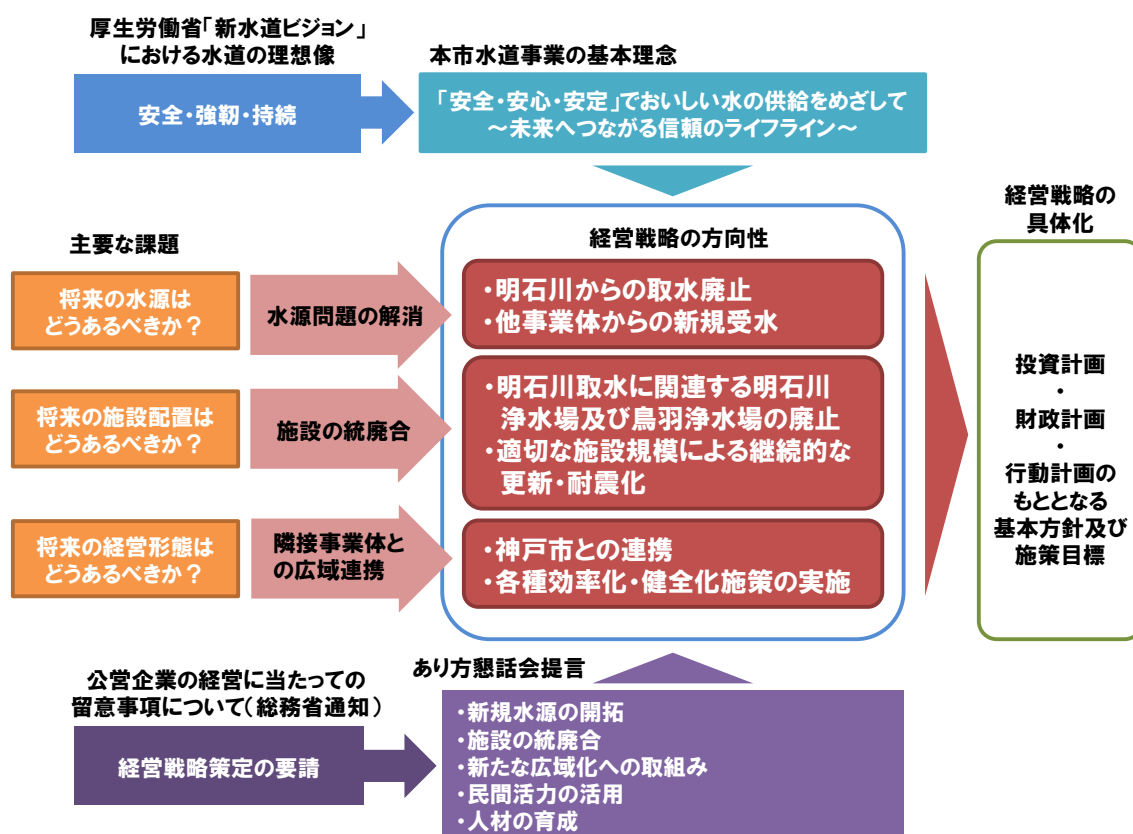 厚生労働省「新水道ビジョン」
における水道の理想像
安全・強靭・持続
本市水道事業の基本理念
「安全・安心・安定」でおいしい水の供給をめざして
～未来へつながる信頼のライフライン～
主要な課題
将来の水源は
どうあるべきか？
水源問題の解消
将来の施設配置は
どうあるべきか？
施設の統廃合
将来の経営形態は
どうあるべきか？
隣接事業体と
の広域連携
経営戦略の方向性
・明石川からの取水廃止
・他事業体からの新規受水
・明石川取水に関連する明石川
浄水場及び鳥羽浄水場の廃止
・適切な施設規模による継続的な
更新・耐震化
・神戸市との連携
・各種効率化・健全化施策の実施
経営戦略の
具体化
投資計画
・
財政計画
・
行動計画の
もととなる
基本方針及び
施策目標
公営企業の経営に当たっての
留意事項について（総務省通知）
経営戦略策定の要請
あり方懇話会提言
・新規水源の開拓
・施設の統廃合
・新たな広域化への取組み
・民間活力の活用
・人材の育成